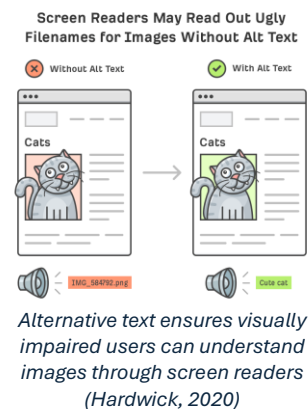 Screen Readers May Read Out Ugly
Filenames for Images Without Alt Text
Without Alt Text
With Alt Text
Cats
Cats
IMG_584792.png
Cute cat
Alternative text ensures visually
impaired users can understand
images through screen readers
(Hardwick, 2020)